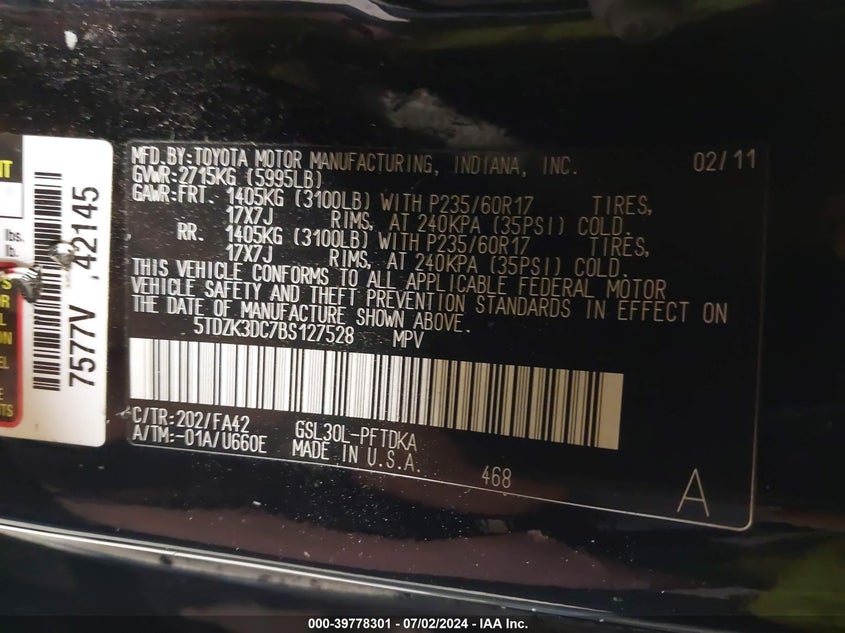 MFD.BY:TOYOTA MOTOR MANUFACTURING, INDIANA, INC. 02/11
GVWR:2715KG (5995LB)
GAWR-FRT. 1405KG (3100LB) WITH P235/60R17 TIRES,
17X7J RIMS, AT 240KPA (35PSI) COLD.
RR. 1405KG (3100LB) WITH P235/60R17 TIRES,
17X7J RIMS, AT 240KPA (35PSI) COLD.
THIS VEHICLE CONFORMS TO ALL APPLICABLE FEDERAL MOTOR
VEHICLE SAFETY AND THEFT PREVENTION STANDARDS IN EFFECT ON
THE DATE OF MANUFACTURE SHOWN ABOVE.
5TDZK3DC7BS127528 MPV
C/TR:202/FA42 GSL30L-PFTDKA
A/TM:-01A/U660E MADE IN U.S.A.
468
A
7577V 42145
lbs.
lb.
000-39778301 - 07/02/2024 - IAA Inc.